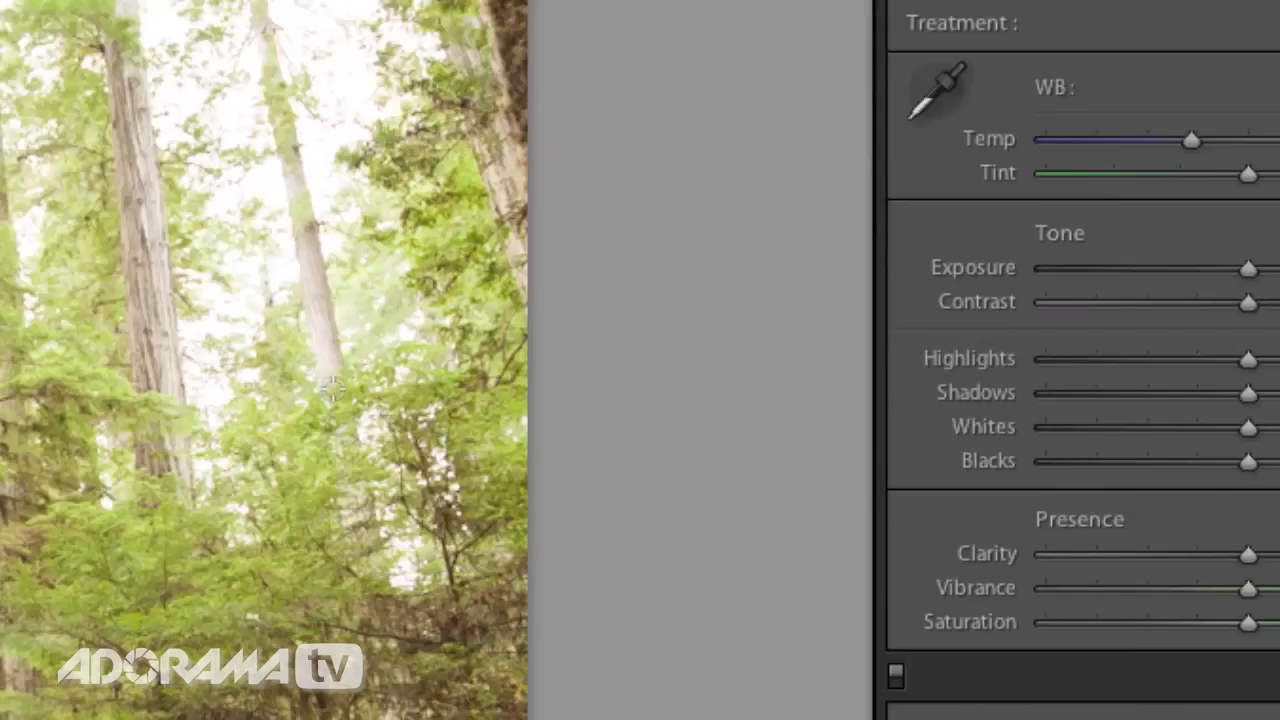 Treatment :
WB :
Temp
Tint
Tone
Exposure
Contrast
Highlights
Shadows
Whites
Blacks
Presence
Clarity
Vibrance
Saturation
ADORAMA tv